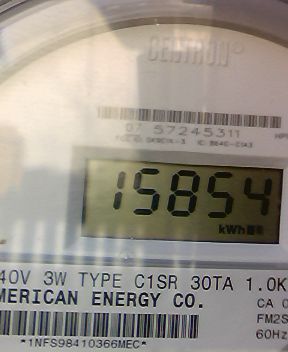 CENTRON®
07 57245311
15854
kWh
40V 3W TYPE C1SR 30TA 1.0K
MERICAN ENERGY CO.
CA 0
FM2S
60Hz
*1NFS98410366MEC*